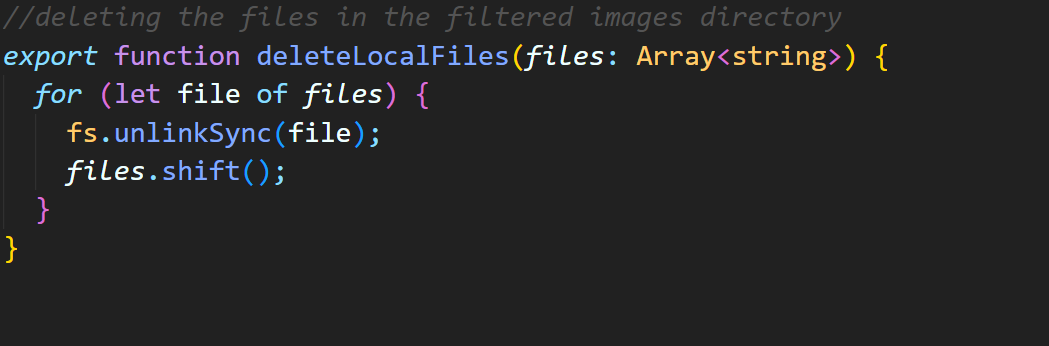 //deleting the files in the filtered images directory
export function deleteLocalFiles(files: Array<string>) {
  for (let file of files) {
    fs.unlinkSync(file);
    files.shift();
  }
}